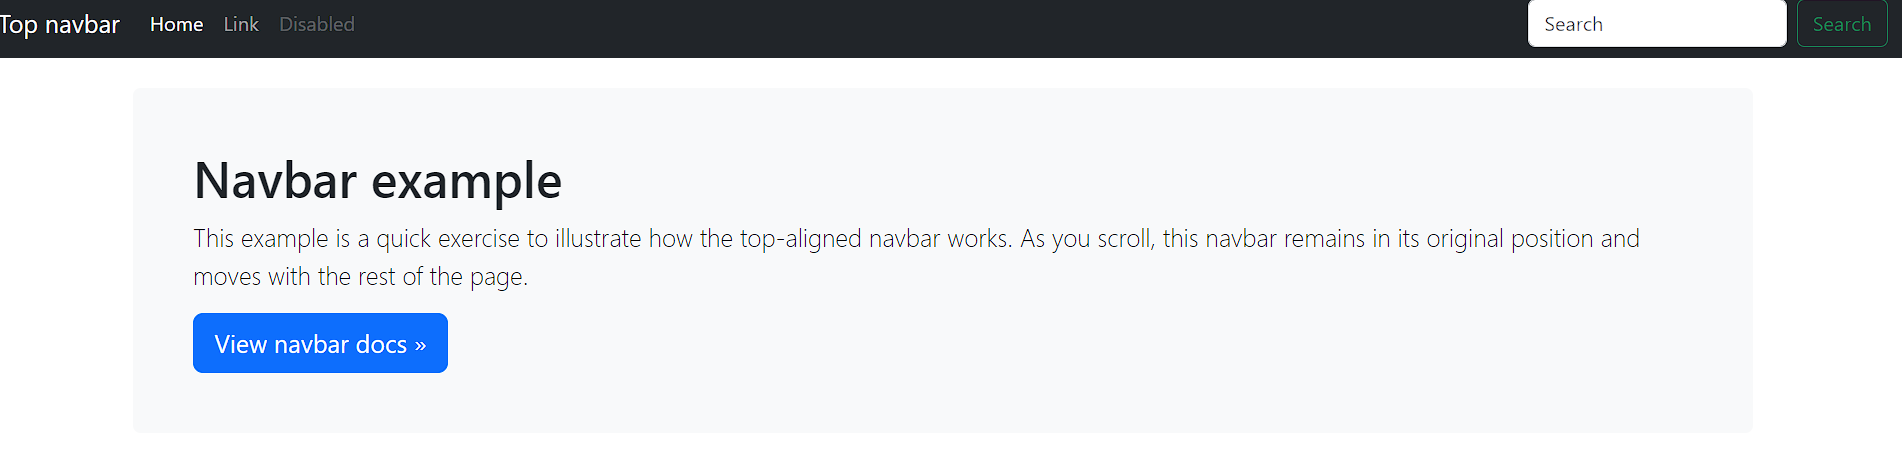 Top navbar Home Link Disabled Search Search
Navbar example
This example is a quick exercise to illustrate how the top-aligned navbar works. As you scroll, this navbar remains in its original position and
moves with the rest of the page.
View navbar docs »